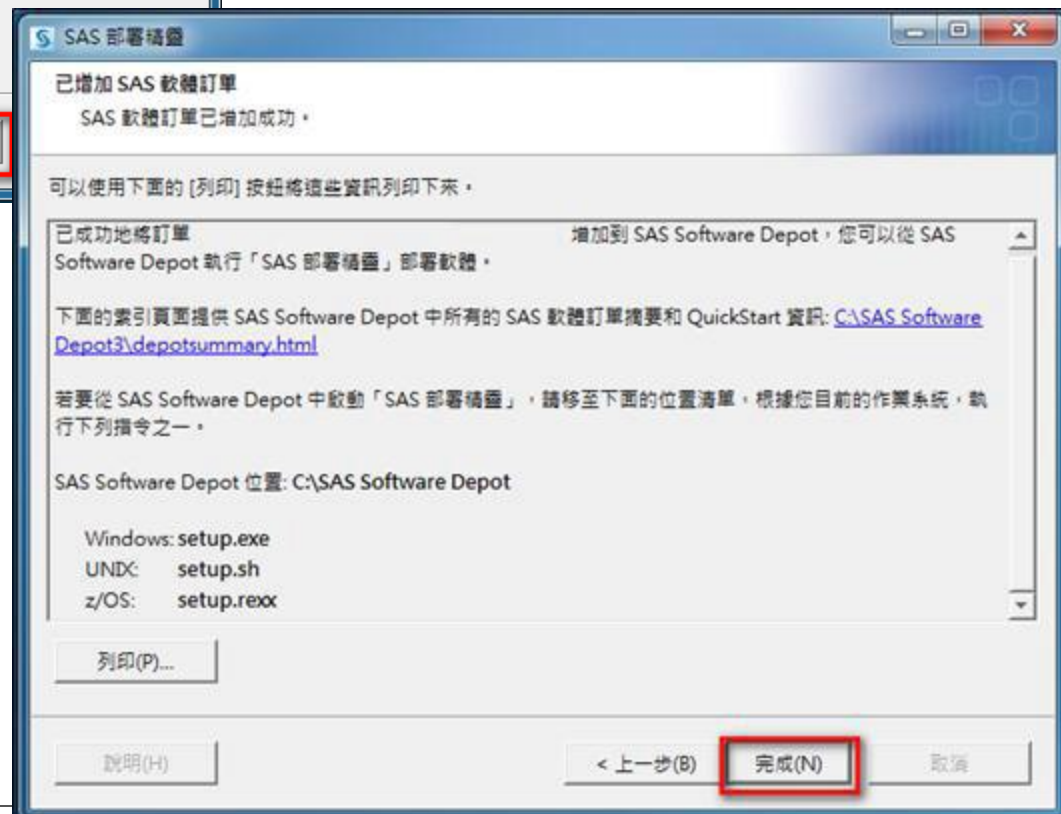 SAS 部署精靈
已增加 SAS 軟體訂單
SAS 軟體訂單已增加成功。
可以使用下面的 [列印] 按鈕將這些資訊列印下來。
已成功地將訂單 增加到 SAS Software Depot，您可以從 SAS
Software Depot 執行「SAS 部署精靈」部署軟體。
下面的索引頁面提供 SAS Software Depot 中所有的 SAS 軟體訂單摘要和 QuickStart 資訊: C:\SAS Software
Depot3\depotsummary.html
若要從 SAS Software Depot 中啟動「SAS 部署精靈」，請移至下面的位置清單，根據您目前的作業系統，執
行下列指令之一。
SAS Software Depot 位置: C:\SAS Software Depot
Windows: setup.exe
UNIX: setup.sh
z/OS: setup.rexx
列印(P)...
說明(H)
< 上一步(B)
完成(N)
取消